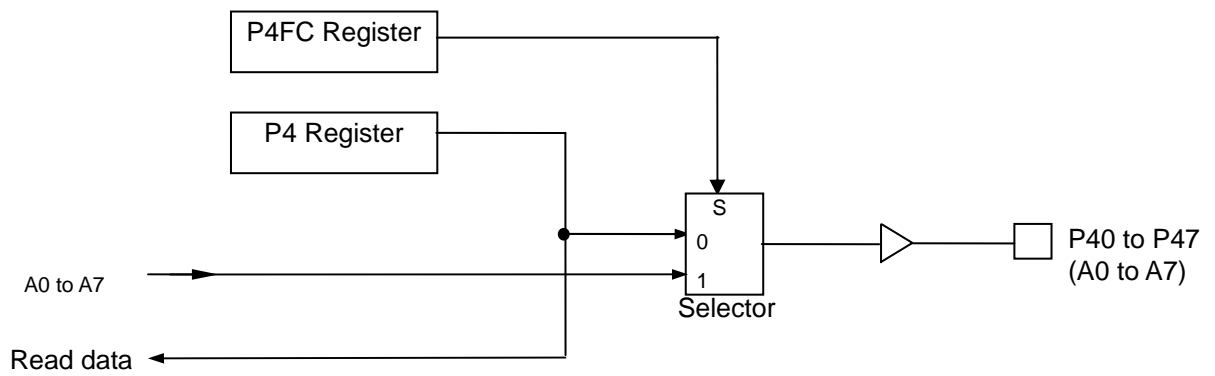 P4FC Register
P4 Register
S
0
1
Selector
P40 to P47
(A0 to A7)
A0 to A7
Read data